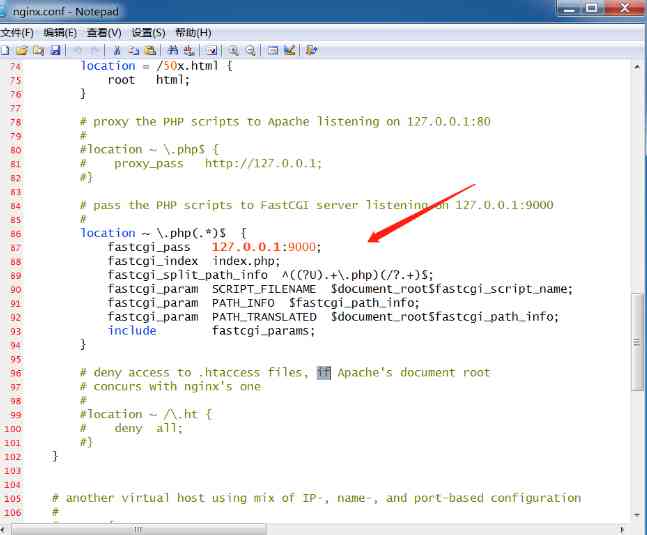 nginx.conf - Notepad
文件(F) 编辑(E) 查看(V) 设置(S) 帮助(H)
74 location = /50x.html {
75 root html;
76 }
77
78 # proxy the PHP scripts to Apache listening on 127.0.0.1:80
79 #
80 #location ~ \.php$ {
81 # proxy_pass http://127.0.0.1;
82 #}
83
84 # pass the PHP scripts to FastCGI server listening on 127.0.0.1:9000
85 #
86 location ~ \.php(.*)$ {
87 fastcgi_pass 127.0.0.1:9000;
88 fastcgi_index index.php;
89 fastcgi_split_path_info ^((?U).+\.php)(/?.+)$;
90 fastcgi_param SCRIPT_FILENAME $document_root$fastcgi_script_name;
91 fastcgi_param PATH_INFO $fastcgi_path_info;
92 fastcgi_param PATH_TRANSLATED $document_root$fastcgi_path_info;
93 include fastcgi_params;
94 }
95
96 # deny access to .htaccess files, if Apache's document root
97 # concurs with nginx's one
98 #
99 #location ~ /\.ht {
100 # deny all;
101 #}
102 }
103
104
105 # another virtual host using mix of IP-, name-, and port-based configuration
106 #